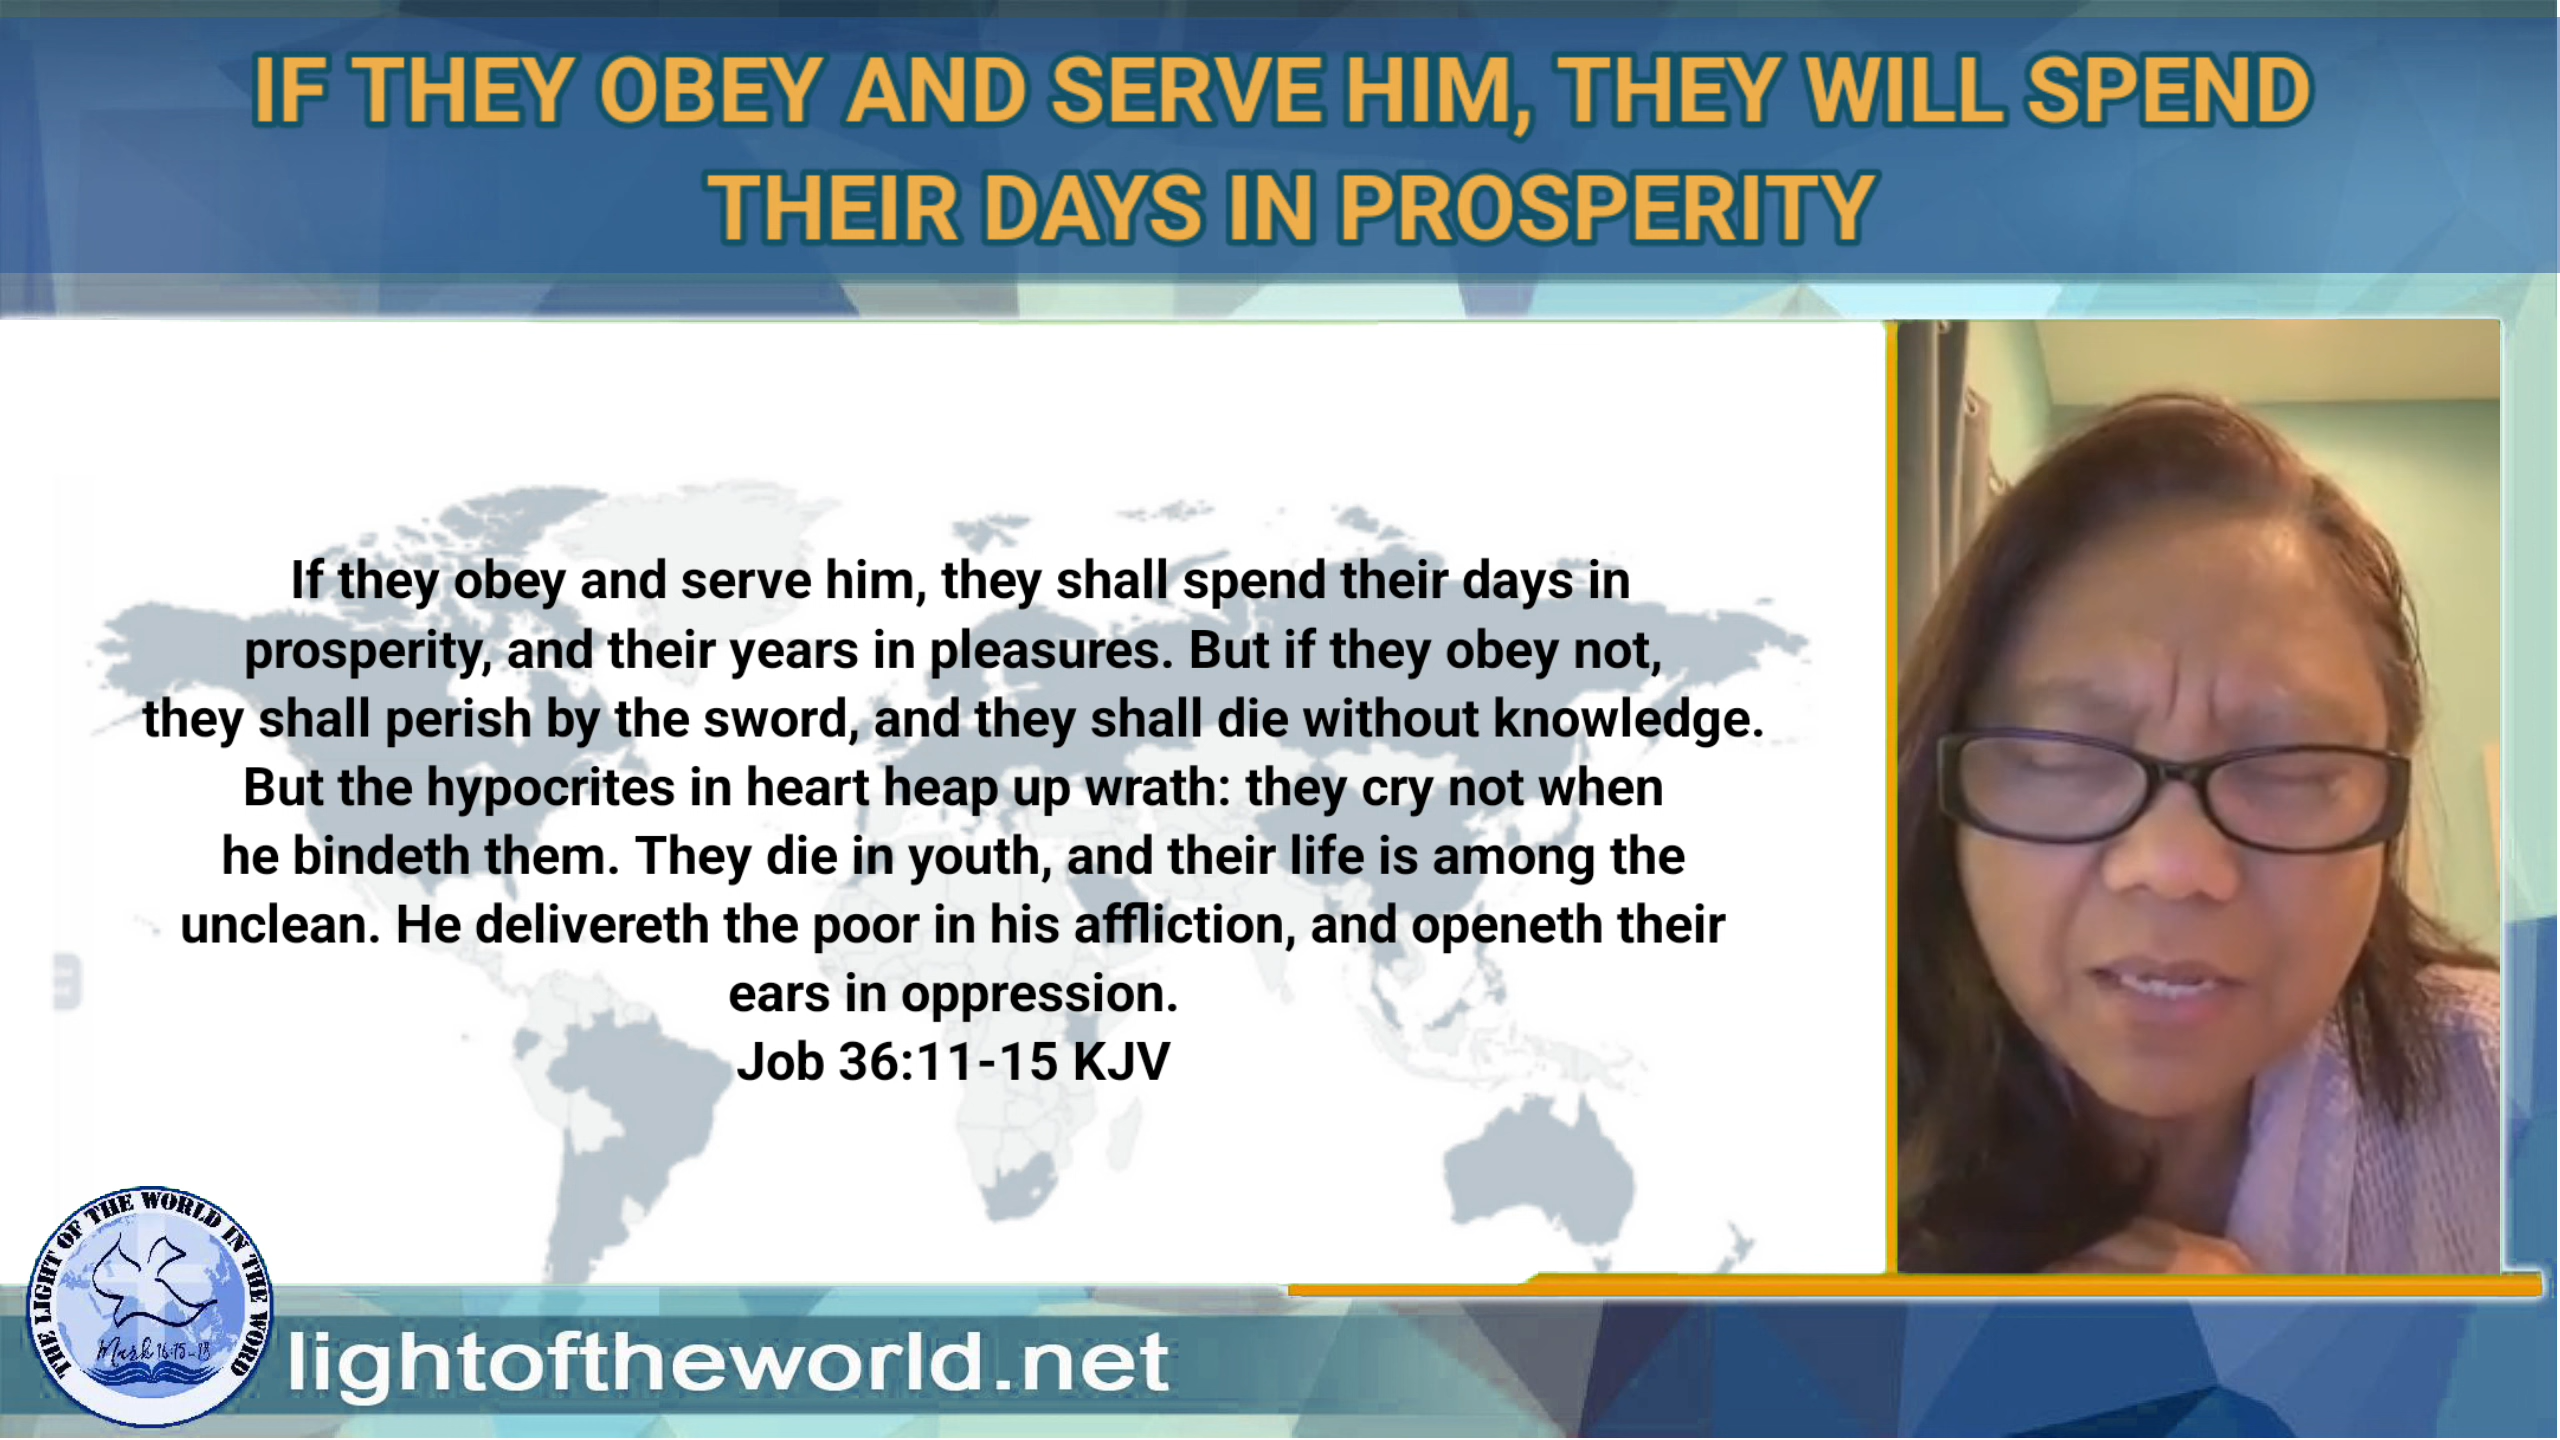 IF THEY OBEY AND SERVE HIM, THEY WILL SPEND
THEIR DAYS IN PROSPERITY
If they obey and serve him, they shall spend their days in
prosperity, and their years in pleasures. But if they obey not,
they shall perish by the sword, and they shall die without knowledge.
But the hypocrites in heart heap up wrath: they cry not when
he bindeth them. They die in youth, and their life is among the
unclean. He delivereth the poor in his affliction, and openeth their
ears in oppression.
Job 36:11-15 KJV
THE LIGHT OF THE WORLD IN THE WORD
Mark 16:15-18
lightoftheworld.net